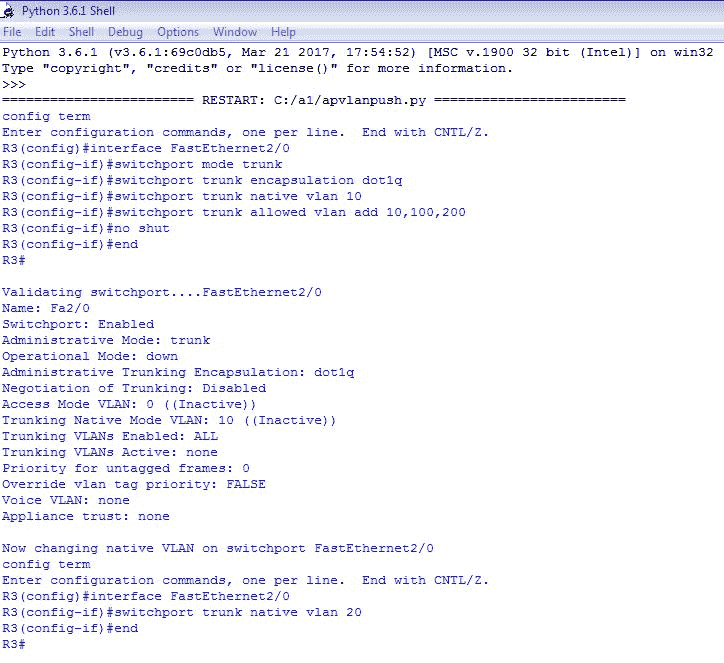 Python 3.6.1 Shell
File Edit Shell Debug Options Window Help
Python 3.6.1 (v3.6.1:69c0db5, Mar 21 2017, 17:54:52) [MSC v.1900 32 bit (Intel)] on win32
Type "copyright", "credits" or "license()" for more information.
>>>
======================== RESTART: C:/a1/apvlanpush.py ========================
config term
Enter configuration commands, one per line.  End with CNTL/Z.
R3(config)#interface FastEthernet2/0
R3(config-if)#switchport mode trunk
R3(config-if)#switchport trunk encapsulation dot1q
R3(config-if)#switchport trunk native vlan 10
R3(config-if)#switchport trunk allowed vlan add 10,100,200
R3(config-if)#no shut
R3(config-if)#end
R3#
Validating switchport....FastEthernet2/0
Name: Fa2/0
Switchport: Enabled
Administrative Mode: trunk
Operational Mode: down
Administrative Trunking Encapsulation: dot1q
Negotiation of Trunking: Disabled
Access Mode VLAN: 0 ((Inactive))
Trunking Native Mode VLAN: 10 ((Inactive))
Trunking VLANs Enabled: ALL
Trunking VLANs Active: none
Priority for untagged frames: 0
Override vlan tag priority: FALSE
Voice VLAN: none
Appliance trust: none
Now changing native VLAN on switchport FastEthernet2/0
config term
Enter configuration commands, one per line.  End with CNTL/Z.
R3(config)#interface FastEthernet2/0
R3(config-if)#switchport trunk native vlan 20
R3(config-if)#end
R3#